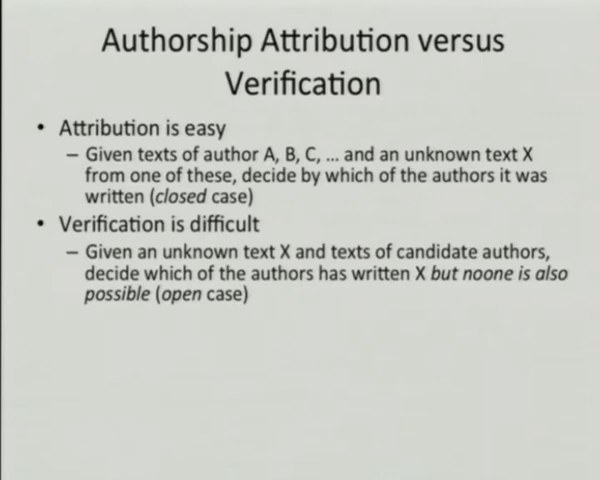 Authorship Attribution versus
Verification
• Attribution is easy
– Given texts of author A, B, C, ... and an unknown text X
from one of these, decide by which of the authors it was
written (closed case)
• Verification is difficult
– Given an unknown text X and texts of candidate authors,
decide which of the authors has written X but noone is also
possible (open case)